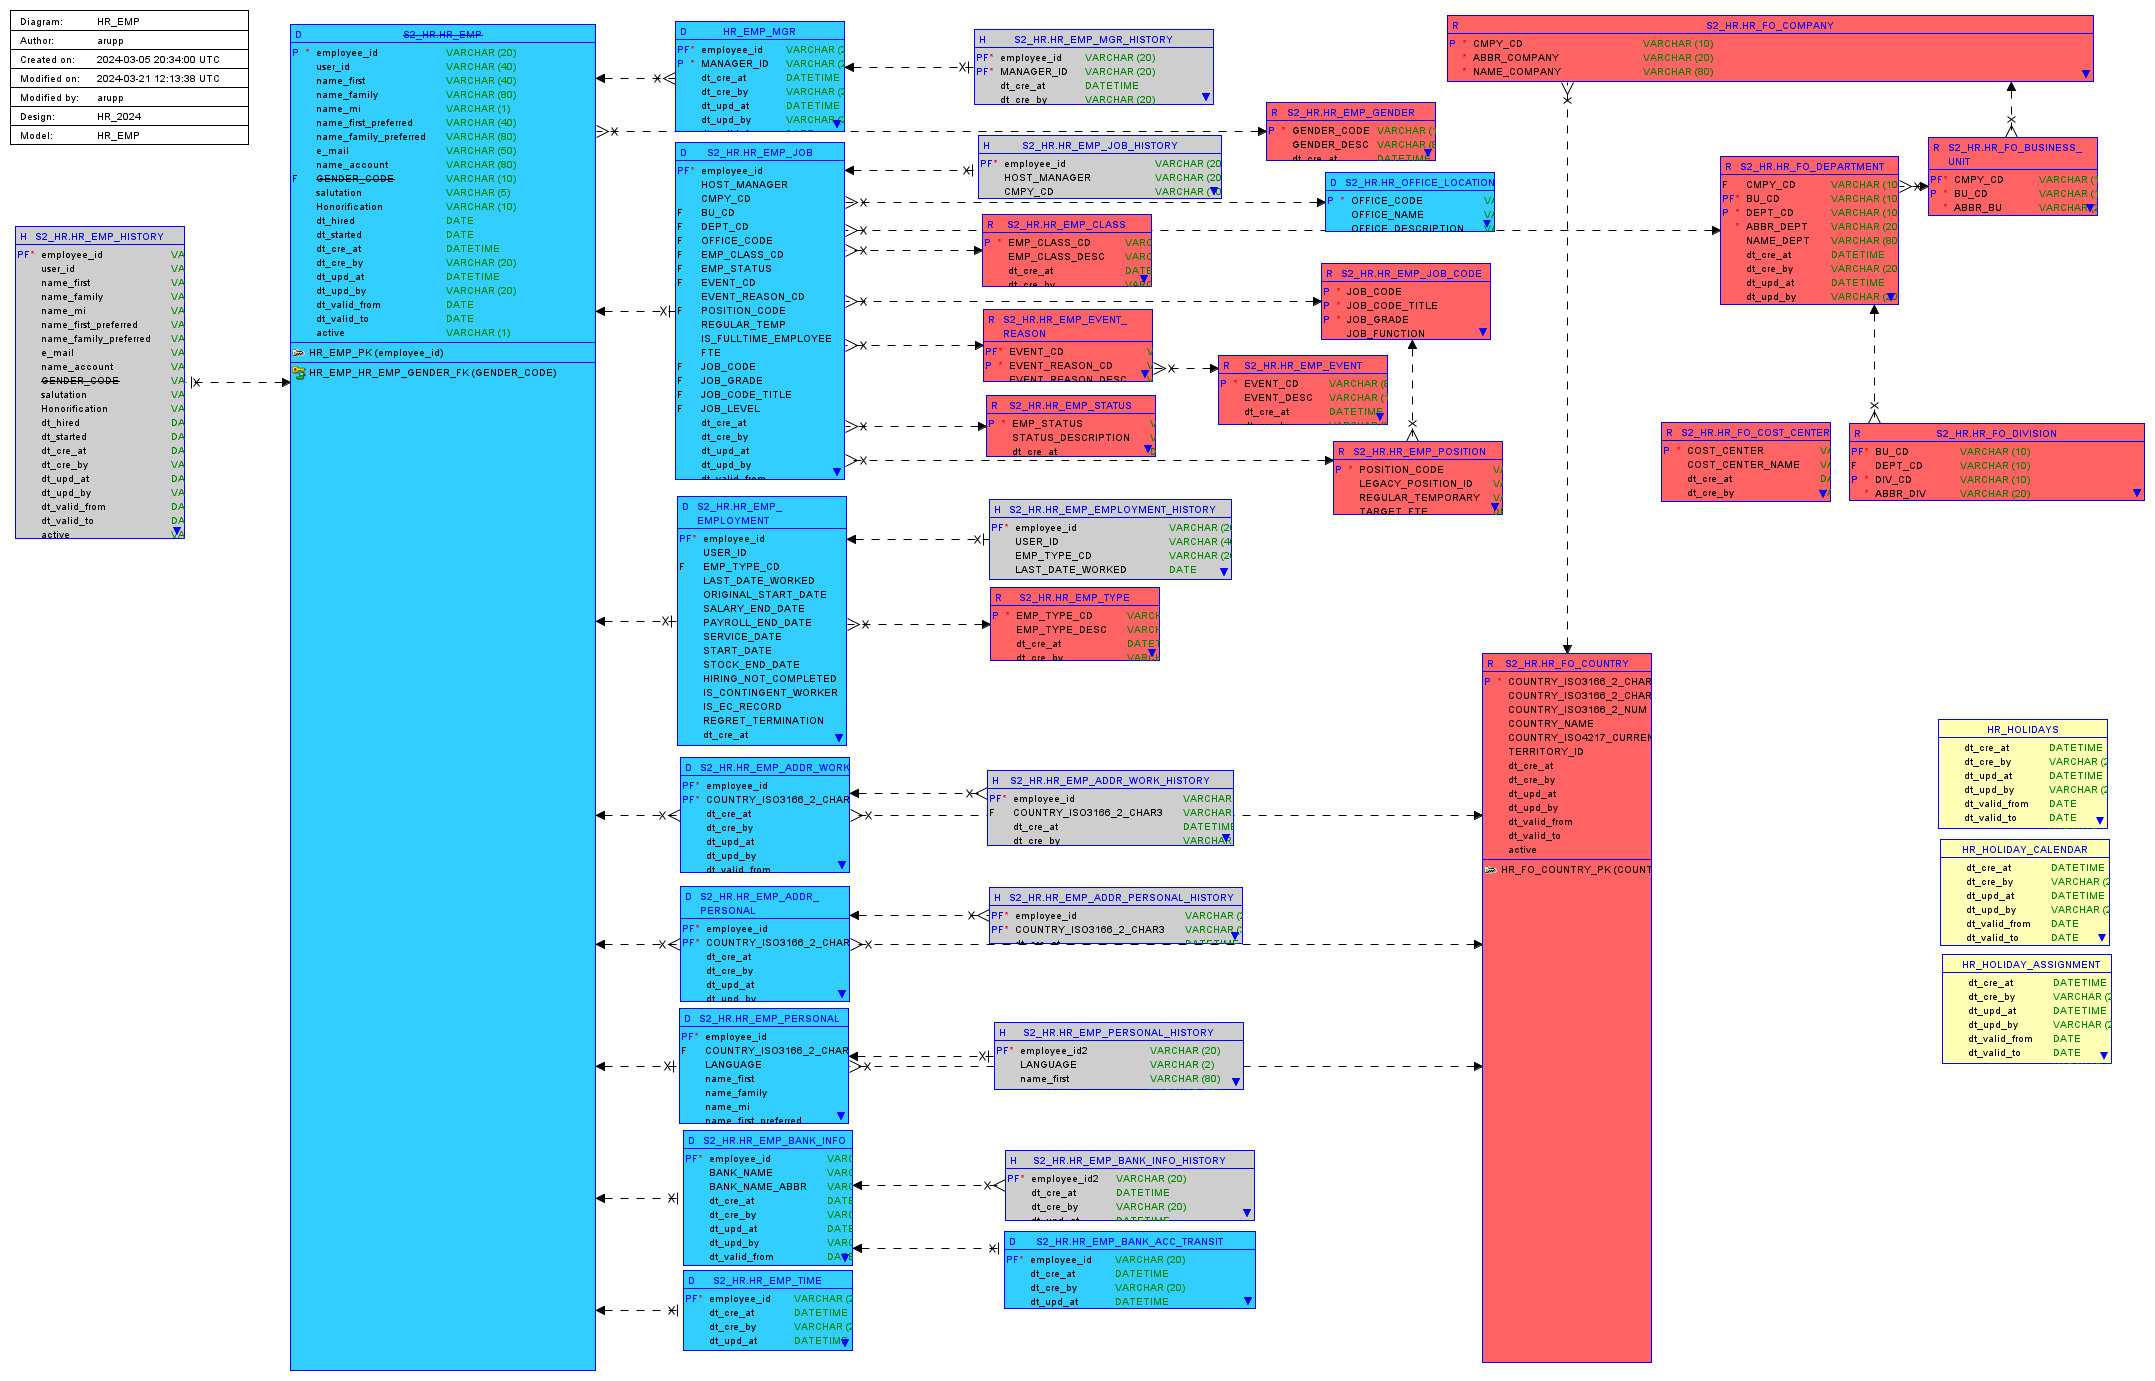 Diagram: HR_EMP
Author: arupp
Created on: 2024-03-05 20:34:00 UTC
Modified on: 2024-03-21 12:13:38 UTC
Modified by: arupp
Design: HR_2024
Model: HR_EMP
H S2_HR.HR_EMP_HISTORY
PF* employee_id VA
user_id VA
name_first VA
name_family VA
name_mi VA
name_first_preferred VA
name_family_preferred VA
e_mail VA
name_account VA
GENDER_CODE VA
salutation VA
Honorification VA
dt_hired DA
dt_started DA
dt_cre_at DA
dt_cre_by VA
dt_upd_at DA
dt_upd_by VA
dt_valid_from DA
dt_valid_to DA
active VA
D S2_HR.HR_EMP
P * employee_id VARCHAR (20)
user_id VARCHAR (40)
name_first VARCHAR (40)
name_family VARCHAR (80)
name_mi VARCHAR (1)
name_first_preferred VARCHAR (40)
name_family_preferred VARCHAR (80)
e_mail VARCHAR (50)
name_account VARCHAR (80)
F GENDER_CODE VARCHAR (10)
salutation VARCHAR (5)
Honorification VARCHAR (10)
dt_hired DATE
dt_started DATE
dt_cre_at DATETIME
dt_cre_by VARCHAR (20)
dt_upd_at DATETIME
dt_upd_by VARCHAR (20)
dt_valid_from DATE
dt_valid_to DATE
active VARCHAR (1)
HR_EMP_PK (employee_id)
HR_EMP_HR_EMP_GENDER_FK (GENDER_CODE)
D HR_EMP_MGR
PF* employee_id VARCHAR (2
P * MANAGER_ID VARCHAR (2
dt_cre_at DATETIME
dt_cre_by VARCHAR (2
dt_upd_at DATETIME
dt_upd_by VARCHAR (2
D S2_HR.HR_EMP_JOB
PF* employee_id
HOST_MANAGER
CMPY_CD
F BU_CD
F DEPT_CD
F OFFICE_CODE
F EMP_CLASS_CD
F EMP_STATUS
F EVENT_CD
EVENT_REASON_CD
F POSITION_CODE
REGULAR_TEMP
IS_FULLTIME_EMPLOYEE
FTE
F JOB_CODE
F JOB_GRADE
F JOB_CODE_TITLE
F JOB_LEVEL
dt_cre_at
dt_cre_by
dt_upd_at
dt_upd_by
dt_valid_from
D S2_HR.HR_EMP_
EMPLOYMENT
PF* employee_id
USER_ID
F EMP_TYPE_CD
LAST_DATE_WORKED
ORIGINAL_START_DATE
SALARY_END_DATE
PAYROLL_END_DATE
SERVICE_DATE
START_DATE
STOCK_END_DATE
HIRING_NOT_COMPLETED
IS_CONTINGENT_WORKER
IS_EC_RECORD
REGRET_TERMINATION
dt_cre_at
D S2_HR.HR_EMP_ADDR_WORK
PF* employee_id
PF* COUNTRY_ISO3166_2_CHAR
dt_cre_at
dt_cre_by
dt_upd_at
dt_upd_by
dt_valid_from
D S2_HR.HR_EMP_ADDR_
PERSONAL
PF* employee_id
PF* COUNTRY_ISO3166_2_CHAR
dt_cre_at
dt_cre_by
dt_upd_at
dt_upd_by
D S2_HR.HR_EMP_PERSONAL
PF* employee_id
F COUNTRY_ISO3166_2_CHAR
LANGUAGE
name_first
name_family
name_mi
name_first_preferred
D S2_HR.HR_EMP_BANK_INFO
PF* employee_id VARC
BANK_NAME VARC
BANK_NAME_ABBR VARC
dt_cre_at DATE
dt_cre_by VARC
dt_upd_at DATE
dt_upd_by VARC
dt_valid_from DATE
D S2_HR.HR_EMP_TIME
PF* employee_id VARCHAR (2
dt_cre_at DATETIME
dt_cre_by VARCHAR (2
dt_upd_at DATETIME
H S2_HR.HR_EMP_MGR_HISTORY
PF* employee_id VARCHAR (20)
PF* MANAGER_ID VARCHAR (20)
dt_cre_at DATETIME
dt_cre_by VARCHAR (20)
H S2_HR.HR_EMP_JOB_HISTORY
PF* employee_id VARCHAR (20
HOST_MANAGER VARCHAR (20
CMPY_CD VARCHAR (10
R S2_HR.HR_EMP_CLASS
P * EMP_CLASS_CD VARC
EMP_CLASS_DESC VARC
dt_cre_at DATE
dt_cre_by VARC
R S2_HR.HR_EMP_EVENT_
REASON
PF* EVENT_CD V
P * EVENT_REASON_CD V
EVENT_REASON_DESC
R S2_HR.HR_EMP_STATUS
P * EMP_STATUS V
STATUS_DESCRIPTION V
dt_cre_at
H S2_HR.HR_EMP_EMPLOYMENT_HISTORY
PF* employee_id VARCHAR (20
USER_ID VARCHAR (40
EMP_TYPE_CD VARCHAR (20
LAST_DATE_WORKED DATE
R S2_HR.HR_EMP_TYPE
P * EMP_TYPE_CD VARCH
EMP_TYPE_DESC VARCH
dt_cre_at DATET
dt_cre_by VARCH
H S2_HR.HR_EMP_ADDR_WORK_HISTORY
PF* employee_id VARCHAR
F COUNTRY_ISO3166_2_CHAR3 VARCHAR
dt_cre_at DATETIME
dt_cre_by VARCHAR
H S2_HR.HR_EMP_ADDR_PERSONAL_HISTORY
PF* employee_id VARCHAR (2
PF* COUNTRY_ISO3166_2_CHAR3 VARCHAR (
dt_cre_at DATETIME
H S2_HR.HR_EMP_PERSONAL_HISTORY
PF* employee_id2 VARCHAR (20)
LANGUAGE VARCHAR (2)
name_first VARCHAR (80)
H S2_HR.HR_EMP_BANK_INFO_HISTORY
PF* employee_id2 VARCHAR (20)
dt_cre_at DATETIME
dt_cre_by VARCHAR (20)
dt_upd_at DATETIME
D S2_HR.HR_EMP_BANK_ACC_TRANSIT
PF* employee_id VARCHAR (20)
dt_cre_at DATETIME
dt_cre_by VARCHAR (20)
dt_upd_at DATETIME
R S2_HR.HR_EMP_GENDER
P * GENDER_CODE VARCHAR (1
GENDER_DESC VARCHAR (8
dt_cre_at DATETIME
D S2_HR.HR_OFFICE_LOCATION
P * OFFICE_CODE VA
OFFICE_NAME VA
OFFICE_DESCRIPTION VA
R S2_HR.HR_EMP_JOB_CODE
P * JOB_CODE
P * JOB_CODE_TITLE
P * JOB_GRADE
JOB_FUNCTION
R S2_HR.HR_EMP_EVENT
P * EVENT_CD VARCHAR (8
EVENT_DESC VARCHAR (
dt_cre_at DATETIME
R S2_HR.HR_EMP_POSITION
P * POSITION_CODE VA
LEGACY_POSITION_ID VA
REGULAR_TEMPORARY VA
TARGET_FTE
R S2_HR.HR_FO_COMPANY
P * CMPY_CD VARCHAR (10)
* ABBR_COMPANY VARCHAR (20)
* NAME_COMPANY VARCHAR (80)
R S2_HR.HR_FO_DEPARTMENT
F CMPY_CD VARCHAR (10
PF* BU_CD VARCHAR (10
P * DEPT_CD VARCHAR (10
* ABBR_DEPT VARCHAR (20
NAME_DEPT VARCHAR (80
dt_cre_at DATETIME
dt_cre_by VARCHAR (20
dt_upd_at DATETIME
dt_upd_by VARCHAR (20
R S2_HR.HR_FO_BUSINESS_
UNIT
PF* CMPY_CD VARCHAR (1
P * BU_CD VARCHAR (1
* ABBR_BU VARCHAR (2
R S2_HR.HR_FO_COST_CENTER
P * COST_CENTER VA
COST_CENTER_NAME VA
dt_cre_at DA
dt_cre_by VA
R S2_HR.HR_FO_DIVISION
PF* BU_CD VARCHAR (10)
F DEPT_CD VARCHAR (10)
P * DIV_CD VARCHAR (10)
* ABBR_DIV VARCHAR (20)
R S2_HR.HR_FO_COUNTRY
P * COUNTRY_ISO3166_2_CHAR
COUNTRY_ISO3166_2_CHAR
COUNTRY_ISO3166_2_NUM
COUNTRY_NAME
COUNTRY_ISO4217_CURREN
TERRITORY_ID
dt_cre_at
dt_cre_by
dt_upd_at
dt_upd_by
dt_valid_from
dt_valid_to
active
HR_FO_COUNTRY_PK (COUNT
HR_HOLIDAYS
dt_cre_at DATETIME
dt_cre_by VARCHAR (2
dt_upd_at DATETIME
dt_upd_by VARCHAR (2
dt_valid_from DATE
dt_valid_to DATE
HR_HOLIDAY_CALENDAR
dt_cre_at DATETIME
dt_cre_by VARCHAR (2
dt_upd_at DATETIME
dt_upd_by VARCHAR (2
dt_valid_from DATE
dt_valid_to DATE
HR_HOLIDAY_ASSIGNMENT
dt_cre_at DATETIME
dt_cre_by VARCHAR (2
dt_upd_at DATETIME
dt_upd_by VARCHAR (2
dt_valid_from DATE
dt_valid_to DATE